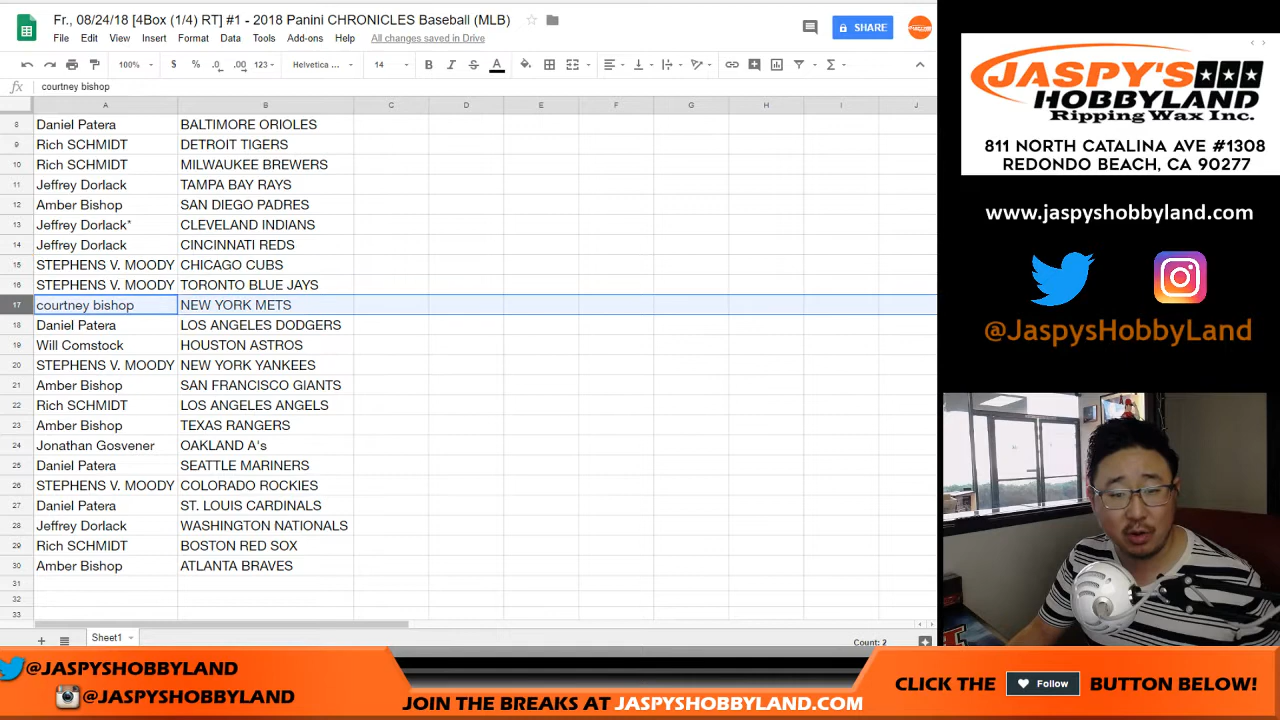 Fr., 08/24/18 [4Box (1/4) RT] #1 - 2018 Panini CHRONICLES Baseball (MLB)
File Edit View Insert Format Data Tools Add-ons Help All changes saved in Drive
SHARE
100% $ % .0 .00 123 Helvetica ... 14 B I S A
fx courtney bishop
A B C D E F G H I J
8 Daniel Patera BALTIMORE ORIOLES
9 Rich SCHMIDT DETROIT TIGERS
10 Rich SCHMIDT MILWAUKEE BREWERS
11 Jeffrey Dorlack TAMPA BAY RAYS
12 Amber Bishop SAN DIEGO PADRES
13 Jeffrey Dorlack* CLEVELAND INDIANS
14 Jeffrey Dorlack CINCINNATI REDS
15 STEPHENS V. MOODY CHICAGO CUBS
16 STEPHENS V. MOODY TORONTO BLUE JAYS
17 courtney bishop NEW YORK METS
18 Daniel Patera LOS ANGELES DODGERS
19 Will Comstock HOUSTON ASTROS
20 STEPHENS V. MOODY NEW YORK YANKEES
21 Amber Bishop SAN FRANCISCO GIANTS
22 Rich SCHMIDT LOS ANGELES ANGELS
23 Amber Bishop TEXAS RANGERS
24 Jonathan Gosvener OAKLAND A's
25 Daniel Patera SEATTLE MARINERS
26 STEPHENS V. MOODY COLORADO ROCKIES
27 Daniel Patera ST. LOUIS CARDINALS
28 Jeffrey Dorlack WASHINGTON NATIONALS
29 Rich SCHMIDT BOSTON RED SOX
30 Amber Bishop ATLANTA BRAVES
31
32
33
Sheet1
Count: 2
JASPY'S
HOBBYLAND
Ripping Wax Inc.
811 NORTH CATALINA AVE #1308
REDONDO BEACH, CA 90277
www.jaspyshobbyland.com
@JaspysHobbyLand
@JASPYSHOBBYLAND
@JASPYSHOBBYLAND
JOIN THE BREAKS AT JASPYSHOBBYLAND.COM
CLICK THE Follow BUTTON BELOW!